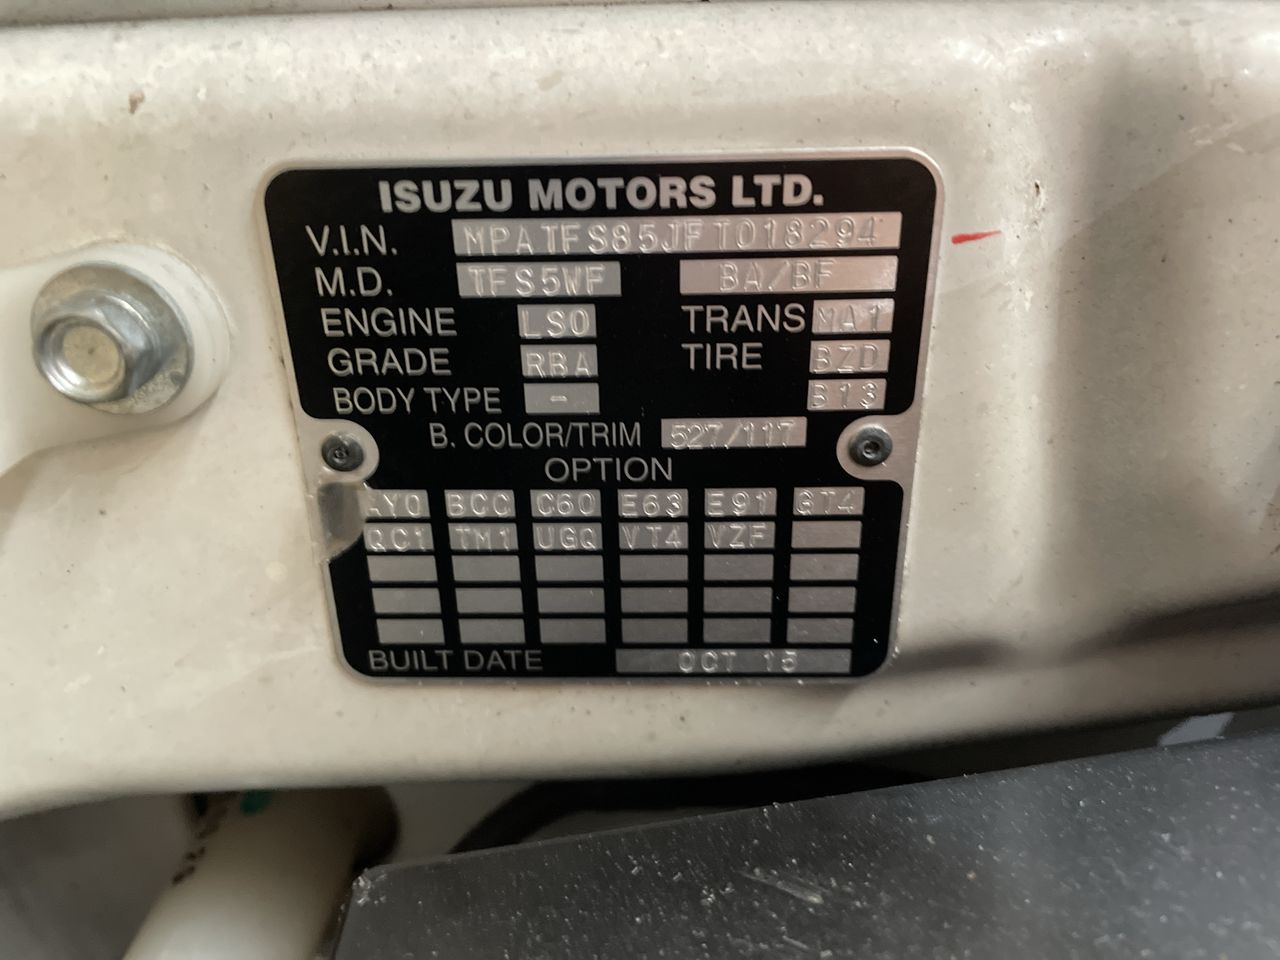 ISUZU MOTORS LTD.
V.I.N. MPATFS85JFT018294
M.D. TFS5WF BA/BF
ENGINE LS0 TRANS MA1
GRADE RBA TIRE BZD
BODY TYPE - B13
B. COLOR/TRIM 527/117
OPTION
AY0 BCC C60 E63 E91 GT4
QC1 TM1 UGQ VT4 VZF
BUILT DATE OCT 15